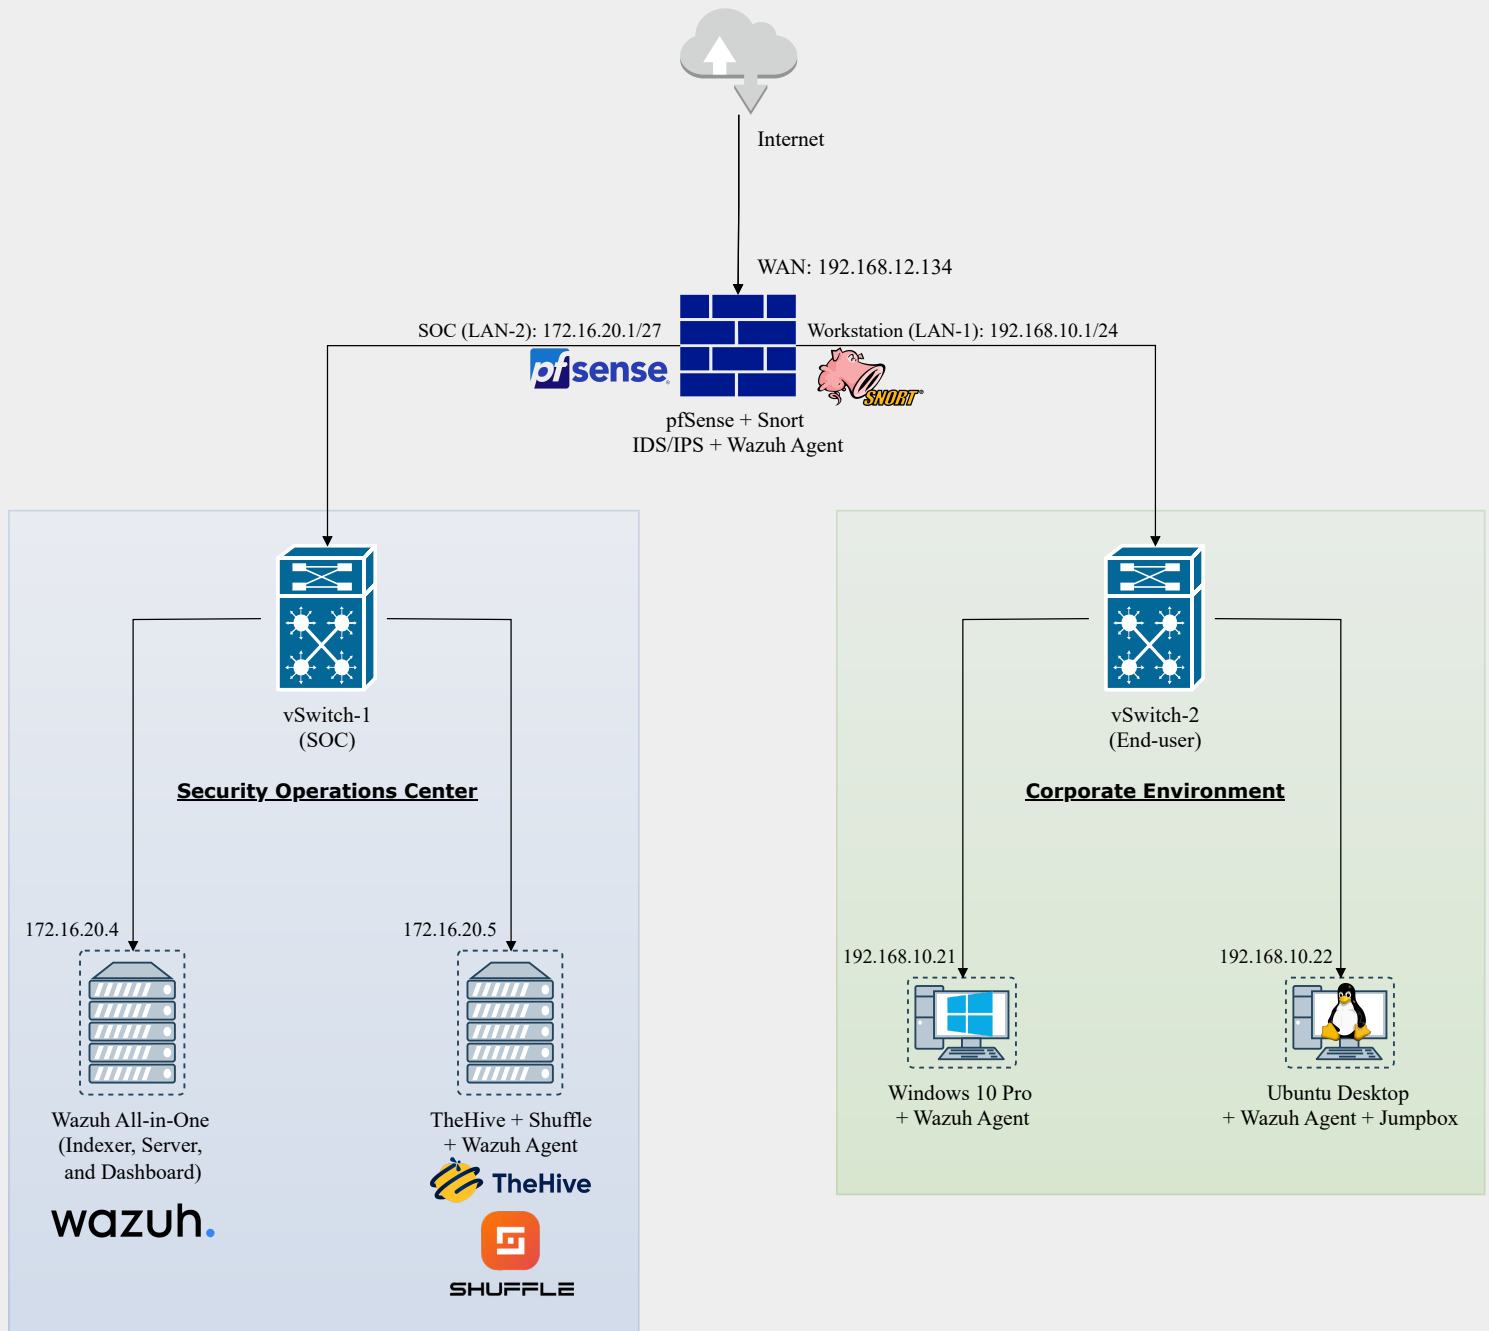 Internet
WAN: 192.168.12.134
SOC (LAN-2): 172.16.20.1/27
Workstation (LAN-1): 192.168.10.1/24
pfsense
SNORT
pfSense + Snort
IDS/IPS + Wazuh Agent
vSwitch-1
(SOC)
Security Operations Center
172.16.20.4
172.16.20.5
Wazuh All-in-One
(Indexer, Server,
and Dashboard)
wazuh.
TheHive + Shuffle
+ Wazuh Agent
TheHive
SHUFFLE
vSwitch-2
(End-user)
Corporate Environment
192.168.10.21
192.168.10.22
Windows 10 Pro
+ Wazuh Agent
Ubuntu Desktop
+ Wazuh Agent + Jumpbox